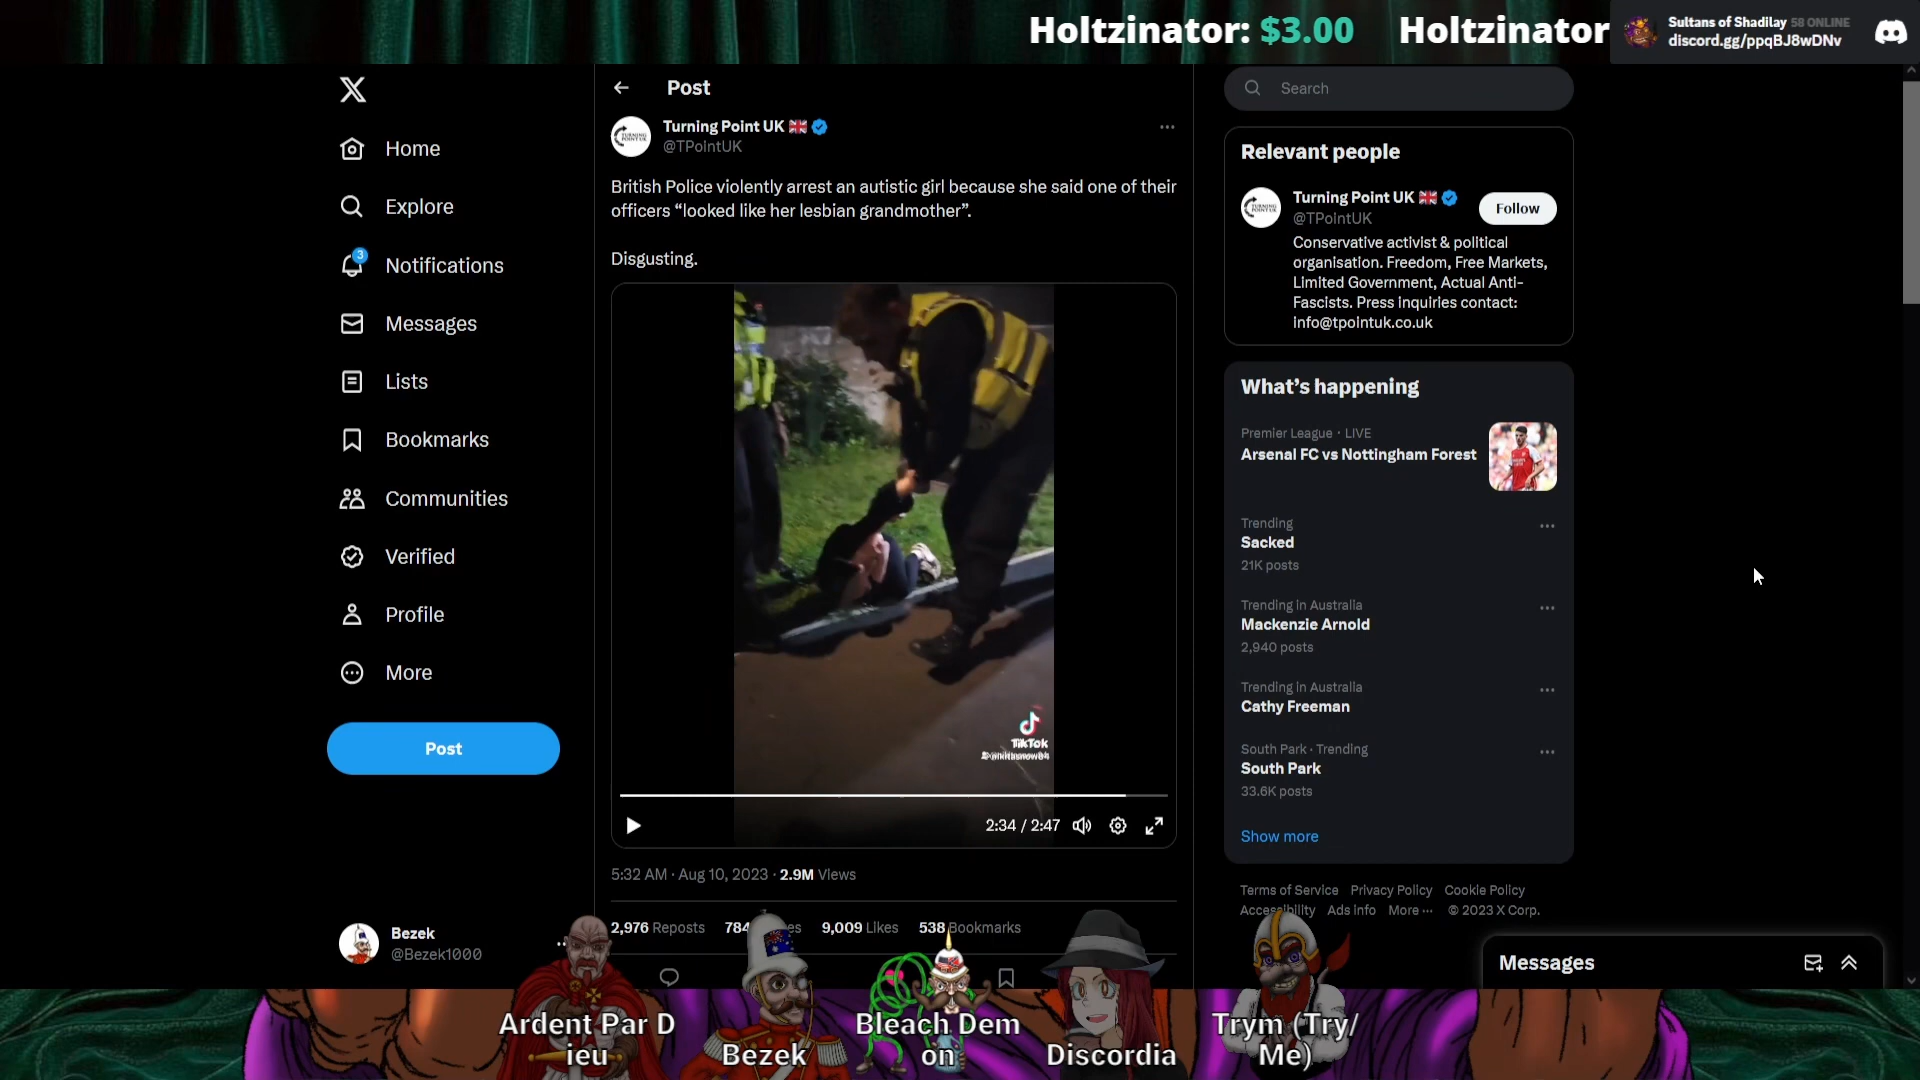 Holtzinator: $3.00
Holtzinator
Sultans of Shadilay 58 ONLINE
discord.gg/ppqBJ8wDNv
Home
Explore
3
Notifications
Messages
Lists
Bookmarks
Communities
Verified
Profile
More
Post
Bezek
@Bezek1000
Post
Turning Point UK
@TPointUK
British Police violently arrest an autistic girl because she said one of their
officers “looked like her lesbian grandmother”.
Disgusting.
TikTok
2:34 / 2:47
5:32 AM · Aug 10, 2023 · 2.9M Views
2,976 Reposts
9,009 Likes
538 Bookmarks
Search
Relevant people
Turning Point UK
@TPointUK
Follow
Conservative activist & political
organisation. Freedom, Free Markets,
Limited Government, Actual Anti-
Fascists. Press inquiries contact:
info@tpointuk.co.uk
What’s happening
Premier League · LIVE
Arsenal FC vs Nottingham Forest
Trending
Sacked
21K posts
Trending in Australia
Mackenzie Arnold
2,940 posts
Trending in Australia
Cathy Freeman
South Park · Trending
South Park
33.6K posts
Show more
Terms of Service Privacy Policy Cookie Policy
Accessibility Ads info More ··· © 2023 X Corp.
Messages
Ardent Par D
ieu
Bezek
Bleach Dem
on
Discordia
Trym (Try/
Me)